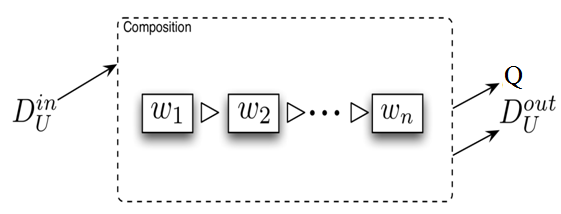 Composition
D_U^{in}
w_1 ▷ w_2 ▷ ⋯ ▷ w_n
Q
D_U^{out}